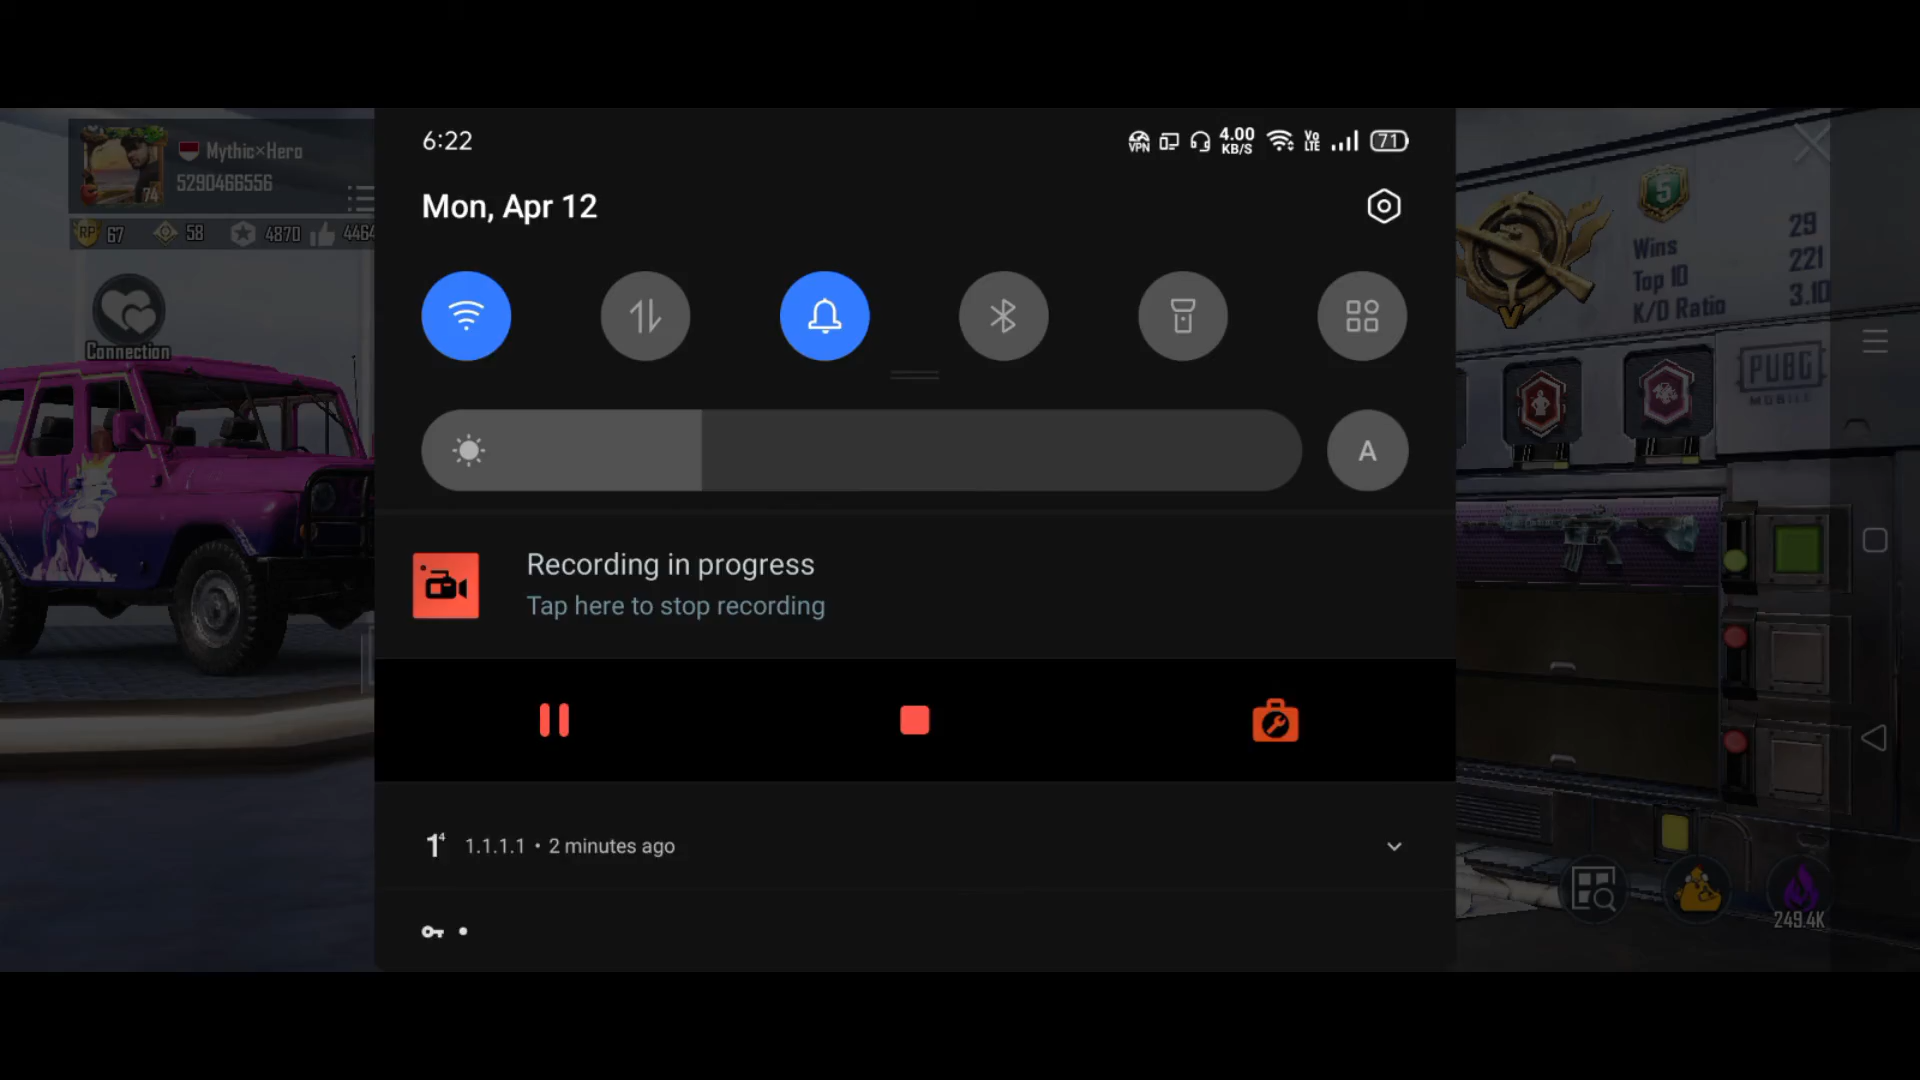 6:22
VPN
4.00
KB/S
Vo
LTE
71
Mon, Apr 12
A
Recording in progress
Tap here to stop recording
1.1.1.1 • 2 minutes ago
Mythic×Hero
5290466556
74
RP 67 58 4870 4464
Connection
5
Wins 29
Top 10 221
K/D Ratio 3.10
V
PUBG
MOBILE
249.4K